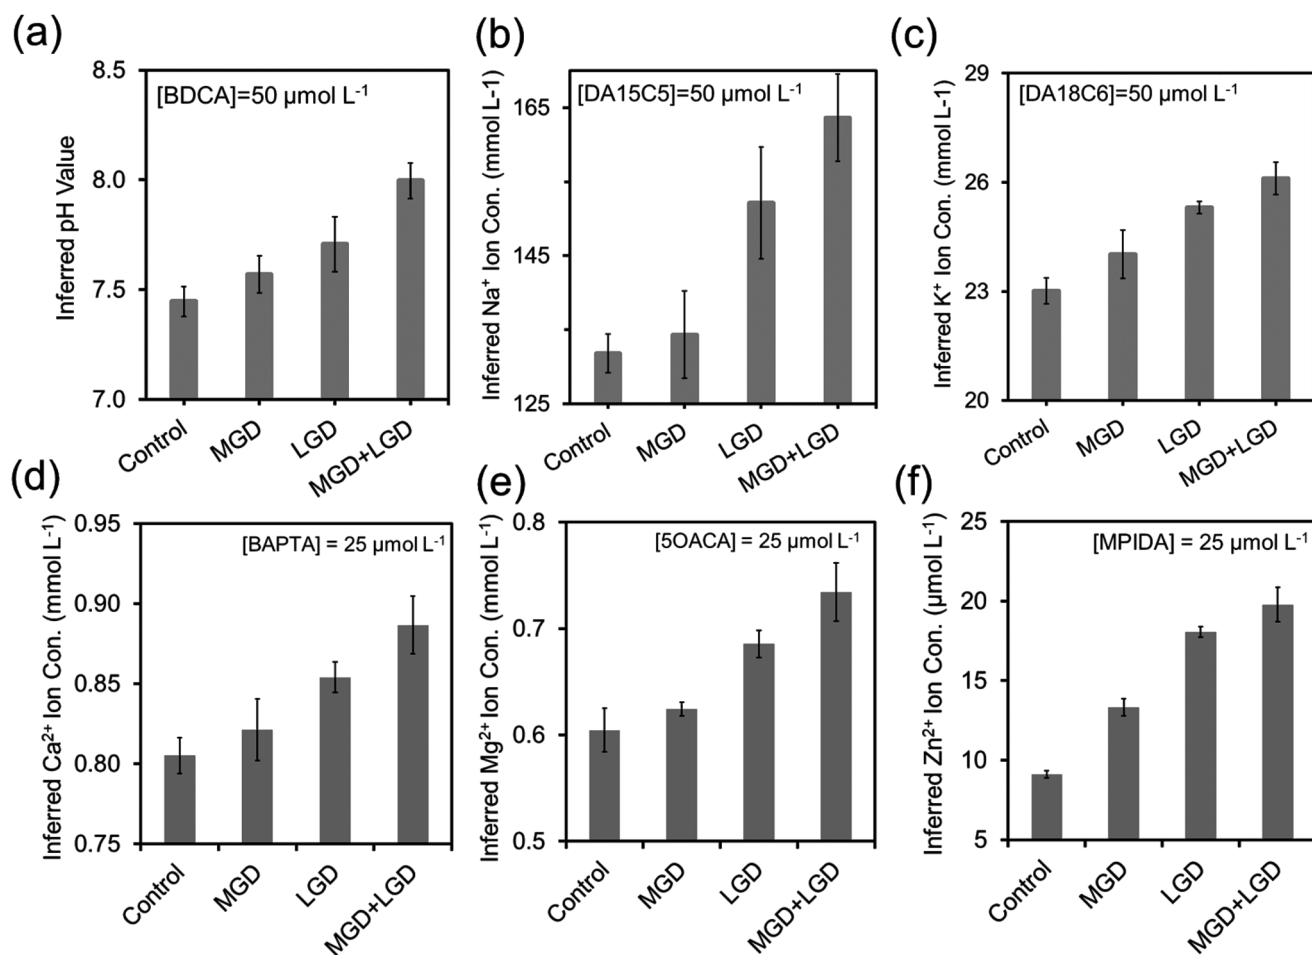 (a)
[BDCA]=50 µmol L⁻¹
Inferred pH Value
8.5
8.0
7.5
7.0
Control
MGD
LGD
MGD+LGD
(b)
[DA15C5]=50 µmol L⁻¹
Inferred Na⁺ Ion Con. (mmol L-1)
165
145
125
Control
MGD
LGD
MGD+LGD
(c)
[DA18C6]=50 µmol L⁻¹
Inferred K⁺ Ion Con. (mmol L-1)
29
26
23
20
Control
MGD
LGD
MGD+LGD
(d)
[BAPTA] = 25 µmol L⁻¹
Inferred Ca²⁺ Ion Con. (mmol L⁻¹)
0.95
0.90
0.85
0.80
0.75
Control
MGD
LGD
MGD+LGD
(e)
[5OACA] = 25 µmol L⁻¹
Inferred Mg²⁺ Ion Con. (mmol L⁻¹)
0.8
0.7
0.6
0.5
Control
MGD
LGD
MGD+LGD
(f)
[MPIDA] = 25 µmol L⁻¹
Inferred Zn²⁺ Ion Con. (µmol L⁻¹)
25
20
15
10
5
Control
MGD
LGD
MGD+LGD